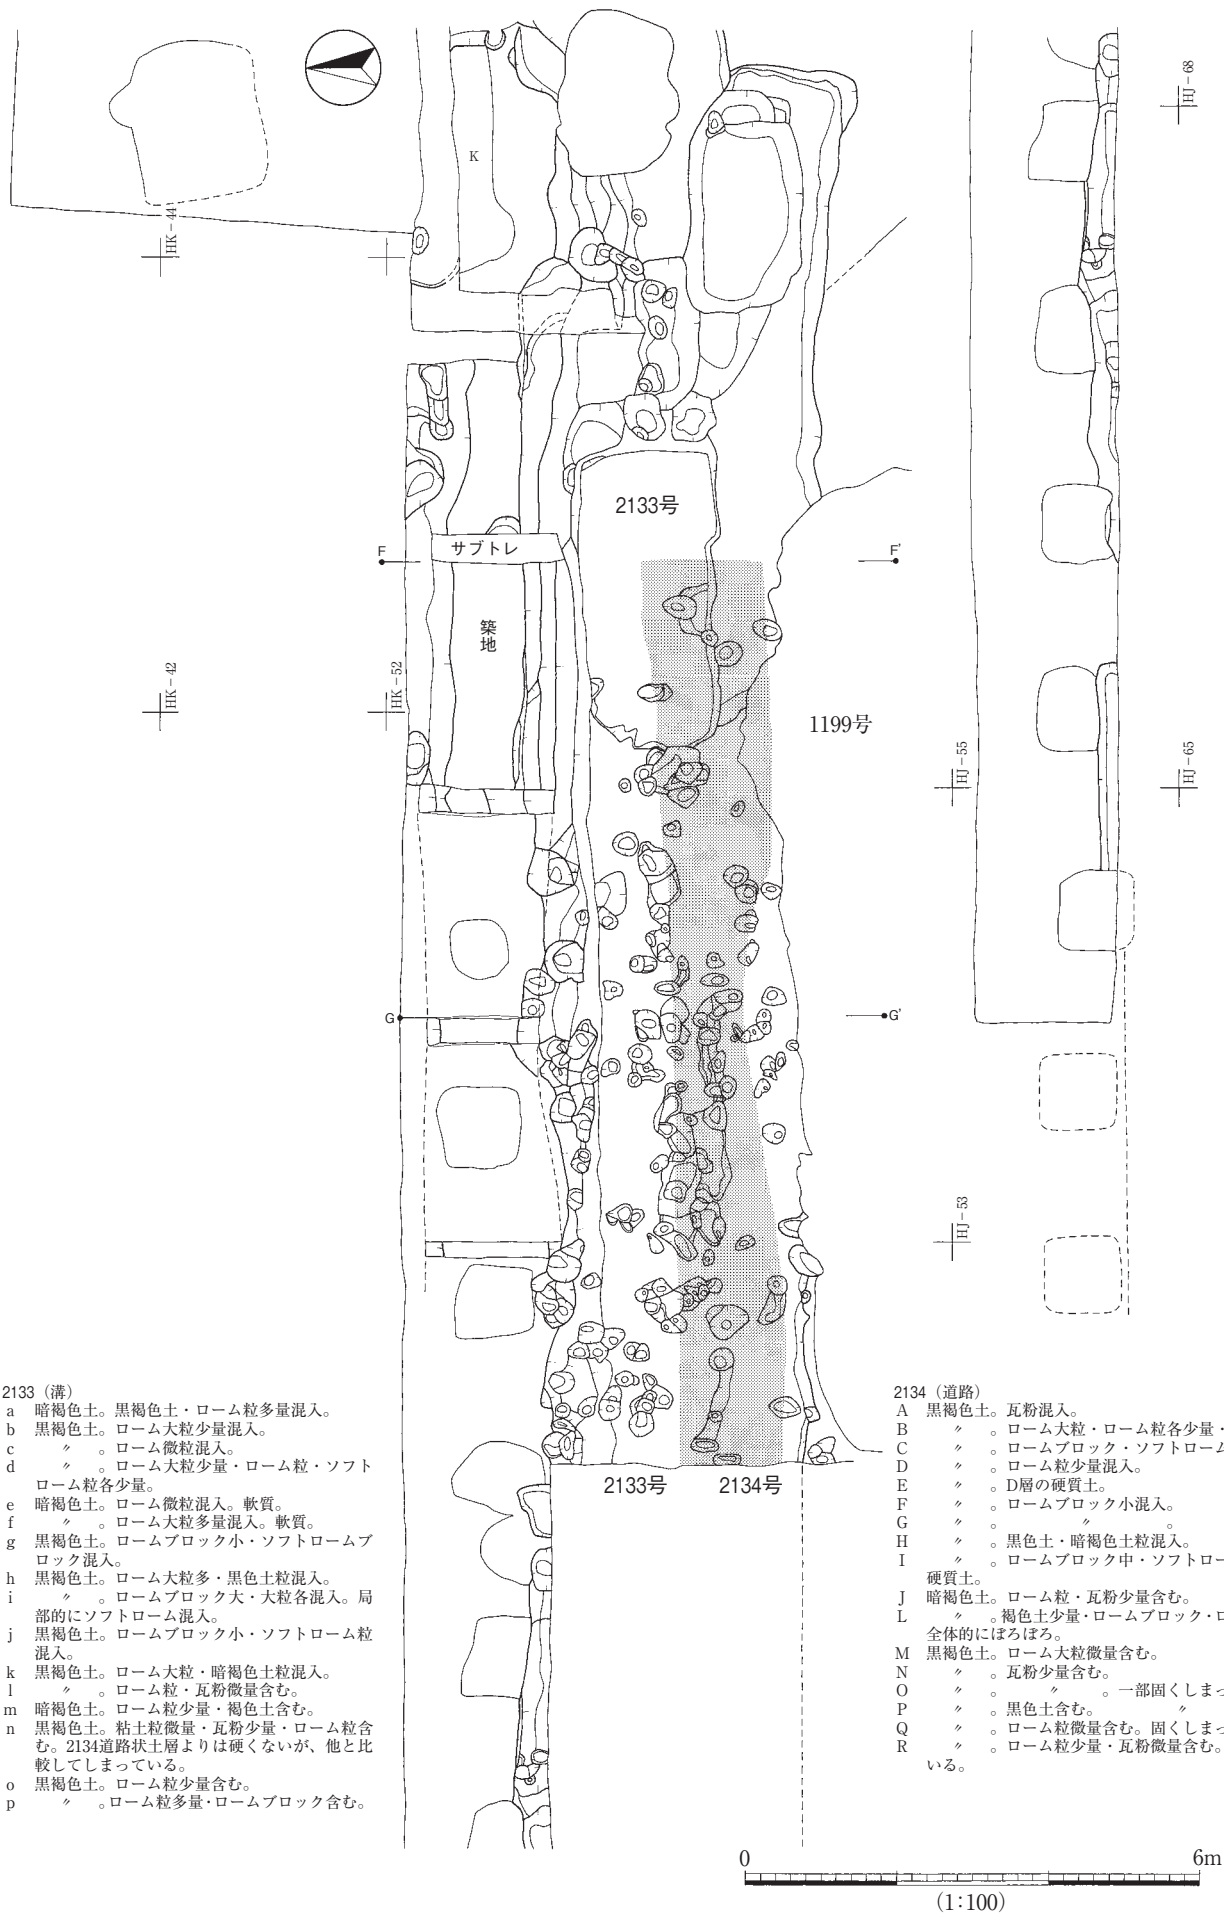 HJ-68
K
HK-44
2133号
F
サブトレ
F'
築地
HK-42
HK-52
1199号
HJ-55
HJ-65
G
G'
HJ-53
2133号
2134号
2133（溝）
a 暗褐色土。黒褐色土・ローム粒多量混入。
b 黒褐色土。ローム大粒少量混入。
c 〃 。ローム微粒混入。
d 〃 。ローム大粒少量・ローム粒・ソフト
ローム粒各少量。
e 暗褐色土。ローム微粒混入。軟質。
f 〃 。ローム大粒多量混入。軟質。
g 黒褐色土。ロームブロック小・ソフトロームブ
ロック混入。
h 黒褐色土。ローム大粒多・黒色土粒混入。
i 〃 。ロームブロック大・大粒各混入。局
部的にソフトローム混入。
j 黒褐色土。ロームブロック小・ソフトローム粒
混入。
k 黒褐色土。ローム大粒・暗褐色土粒混入。
l 〃 。ローム粒・瓦粉微量含む。
m 暗褐色土。ローム粒少量・褐色土含む。
n 黒褐色土。粘土粒微量・瓦粉少量・ローム粒含
む。2134道路状土層よりは硬くないが、他と比
較してしまっている。
o 黒褐色土。ローム粒少量含む。
p 〃 。ローム粒多量・ロームブロック含む。
2134（道路）
A 黒褐色土。瓦粉混入。
B 〃 。ローム大粒・ローム粒各少量・
C 〃 。ロームブロック・ソフトローム
D 〃 。ローム粒少量混入。
E 〃 。D層の硬質土。
F 〃 。ロームブロック小混入。
G 〃 。 〃 。
H 〃 。黒色土・暗褐色土粒混入。
I 〃 。ロームブロック中・ソフトロー
硬質土。
J 暗褐色土。ローム粒・瓦粉少量含む。
L 〃 。褐色土少量・ロームブロック・ロ
全体的にぼろぼろ。
M 黒褐色土。ローム大粒微量含む。
N 〃 。瓦粉少量含む。
O 〃 。 〃 。一部固くしまっ
P 〃 。黒色土含む。 〃
Q 〃 。ローム粒微量含む。固くしまっ
R 〃 。ローム粒少量・瓦粉微量含む。
いる。
0 6m
(1:100)